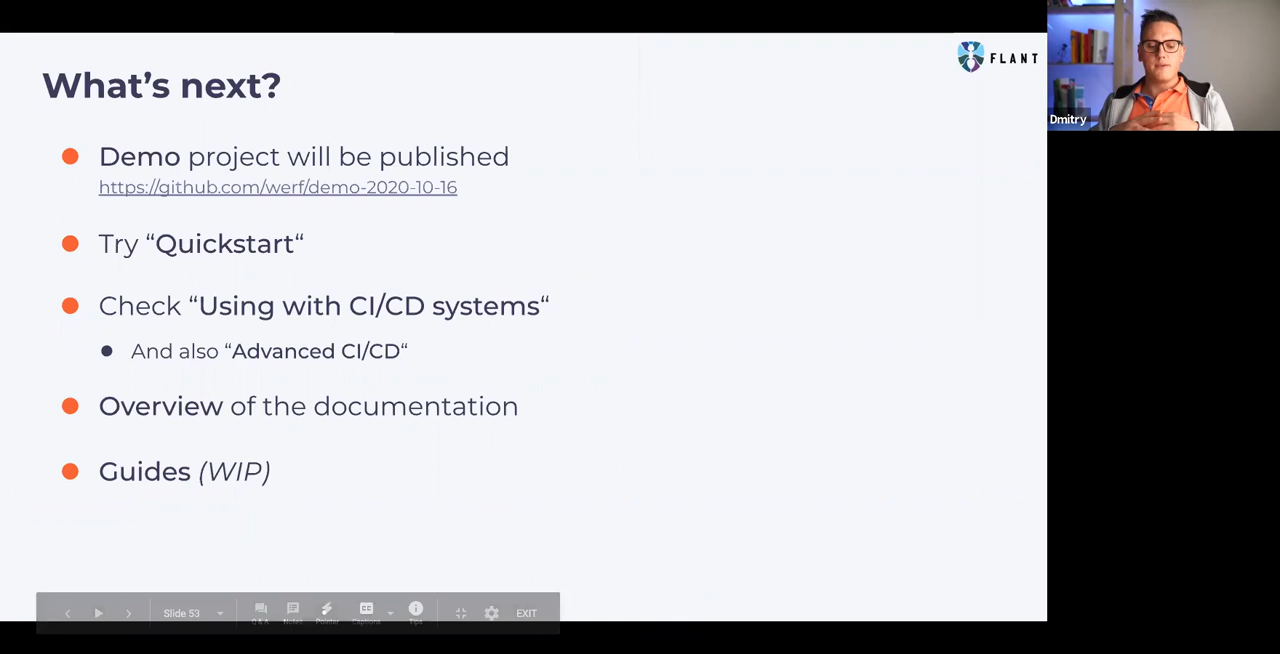 What's next?
FLANT
Dmitry
Demo project will be published
https://github.com/werf/demo-2020-10-16
Try “Quickstart“
Check “Using with CI/CD systems“
And also “Advanced CI/CD“
Overview of the documentation
Guides (WIP)
Slide 53
Q & A
Notes
Pointer
CC
Captions
Tips
EXIT